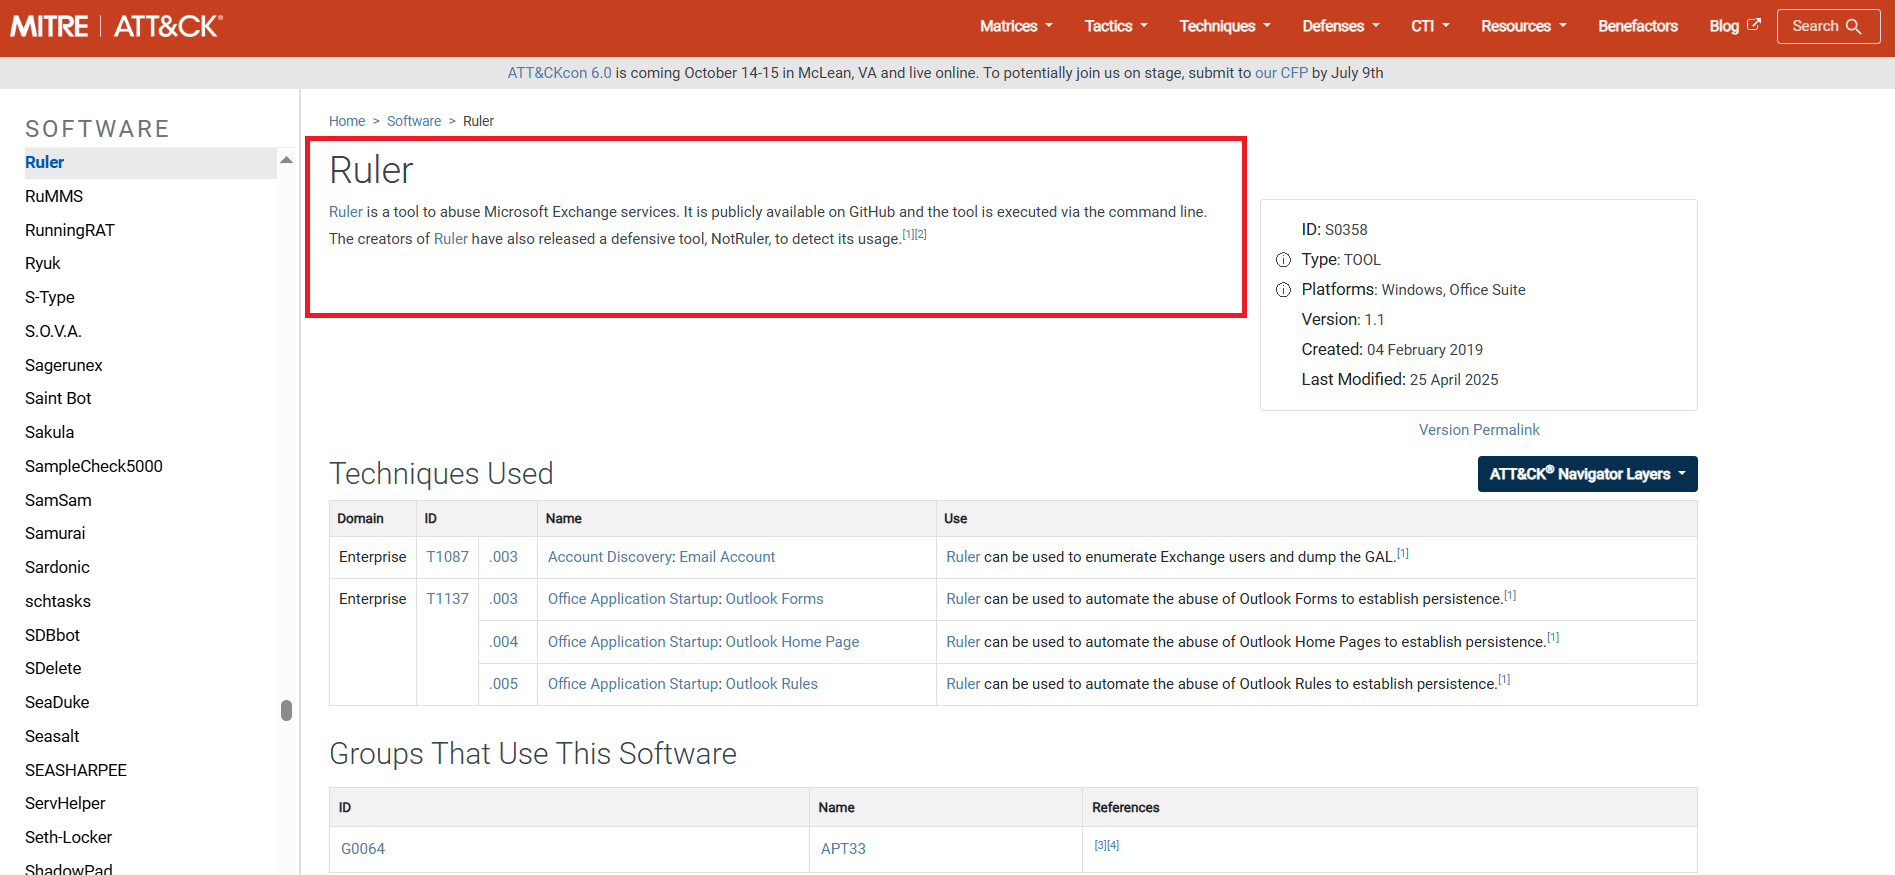 MITRE | ATT&CK®
Matrices Tactics Techniques Defenses CTI Resources Benefactors Blog Search
ATT&CKcon 6.0 is coming October 14-15 in McLean, VA and live online. To potentially join us on stage, submit to our CFP by July 9th
SOFTWARE
Ruler
RuMMS
RunningRAT
Ryuk
S-Type
S.O.V.A.
Sagerunex
Saint Bot
Sakula
SampleCheck5000
SamSam
Samurai
Sardonic
schtasks
SDBbot
SDelete
SeaDuke
Seasalt
SEASHARPEE
ServHelper
Seth-Locker
ShadowPad
Home > Software > Ruler
Ruler
Ruler is a tool to abuse Microsoft Exchange services. It is publicly available on GitHub and the tool is executed via the command line.
The creators of Ruler have also released a defensive tool, NotRuler, to detect its usage.[1][2]
ID: S0358
Type: TOOL
Platforms: Windows, Office Suite
Version: 1.1
Created: 04 February 2019
Last Modified: 25 April 2025
Version Permalink
Techniques Used
ATT&CK® Navigator Layers
Domain ID Name Use
Enterprise T1087 .003 Account Discovery: Email Account Ruler can be used to enumerate Exchange users and dump the GAL.[1]
Enterprise T1137 .003 Office Application Startup: Outlook Forms Ruler can be used to automate the abuse of Outlook Forms to establish persistence.[1]
.004 Office Application Startup: Outlook Home Page Ruler can be used to automate the abuse of Outlook Home Pages to establish persistence.[1]
.005 Office Application Startup: Outlook Rules Ruler can be used to automate the abuse of Outlook Rules to establish persistence.[1]
Groups That Use This Software
ID Name References
G0064 APT33 [3][4]